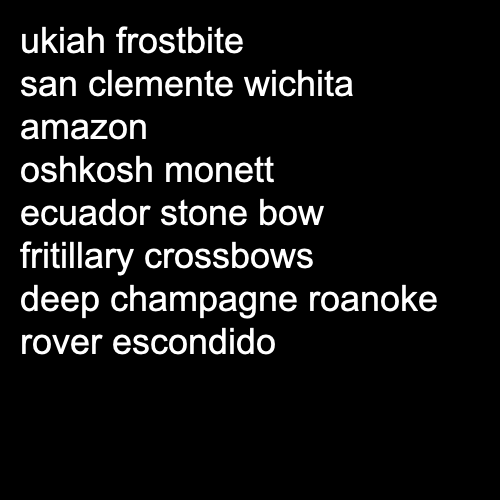 ukiah frostbite
san clemente wichita
amazon
oshkosh monett
ecuador stone bow
fritillary crossbows
deep champagne roanoke
rover escondido